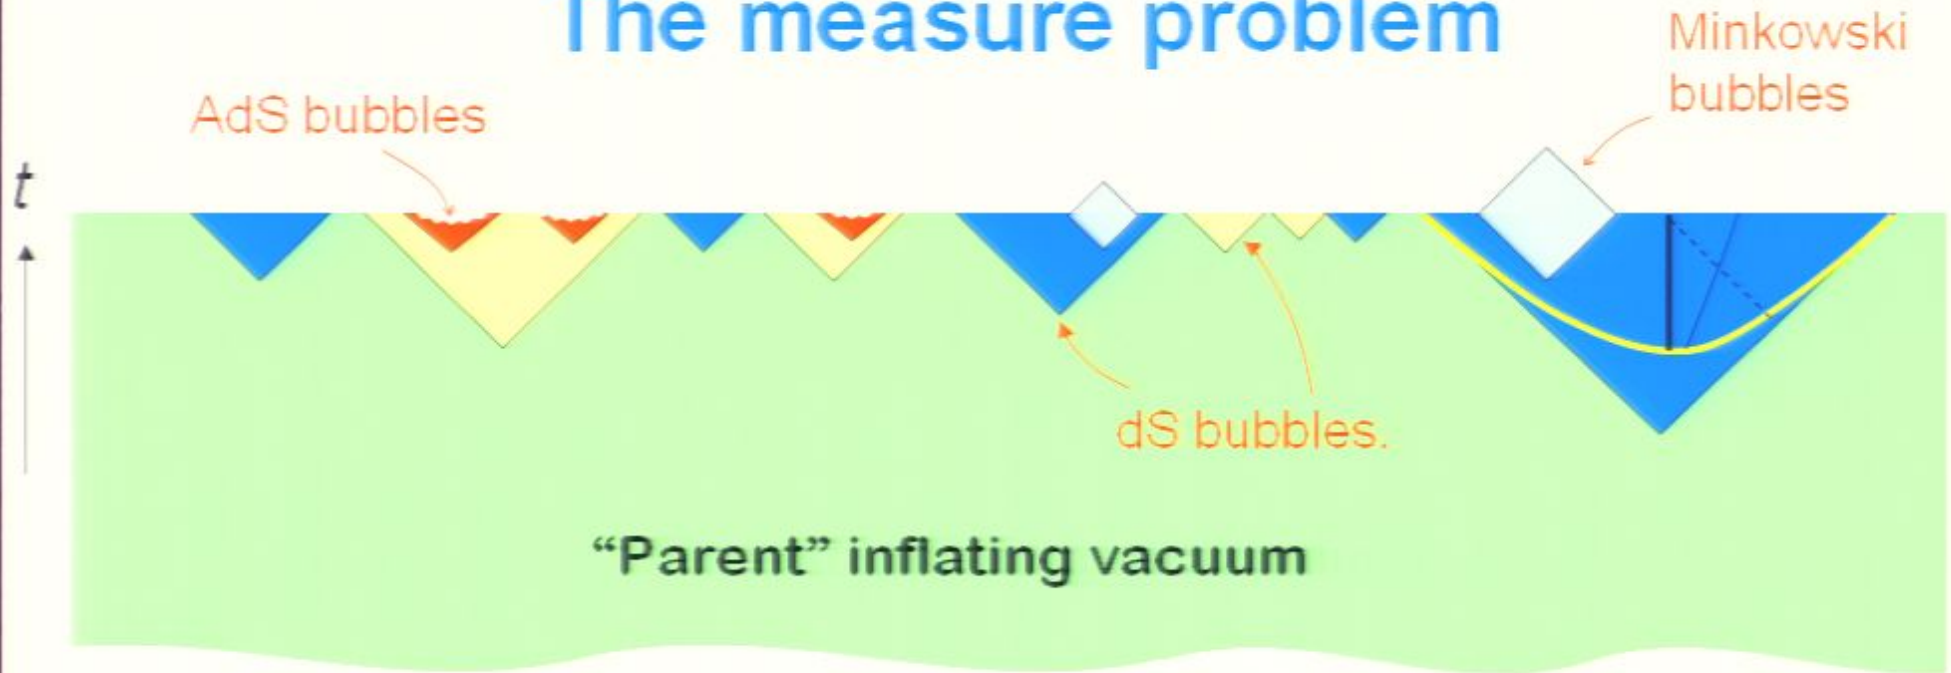 The measure problem
Minkowski
bubbles
AdS bubbles
t
dS bubbles.
“Parent” inflating vacuum